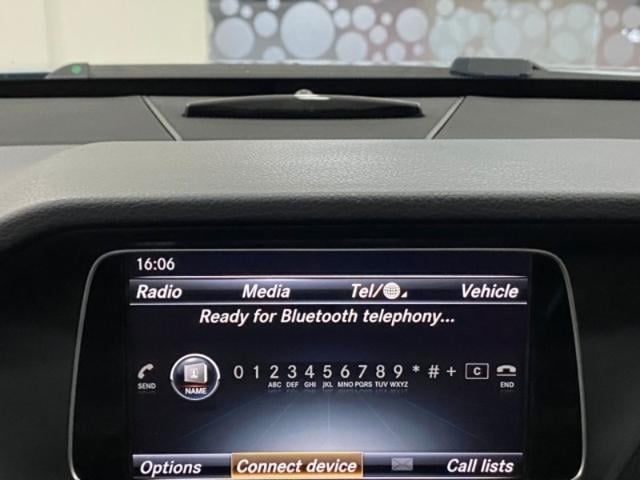 16:06
Radio Media Tel/ Vehicle
Ready for Bluetooth telephony...
0 1 2 3 4 5 6 7 8 9 * # + C
SEND NAME ABC DEF GHI JKL MNO PQRS TUV WXYZ END
Options Connect device Call lists